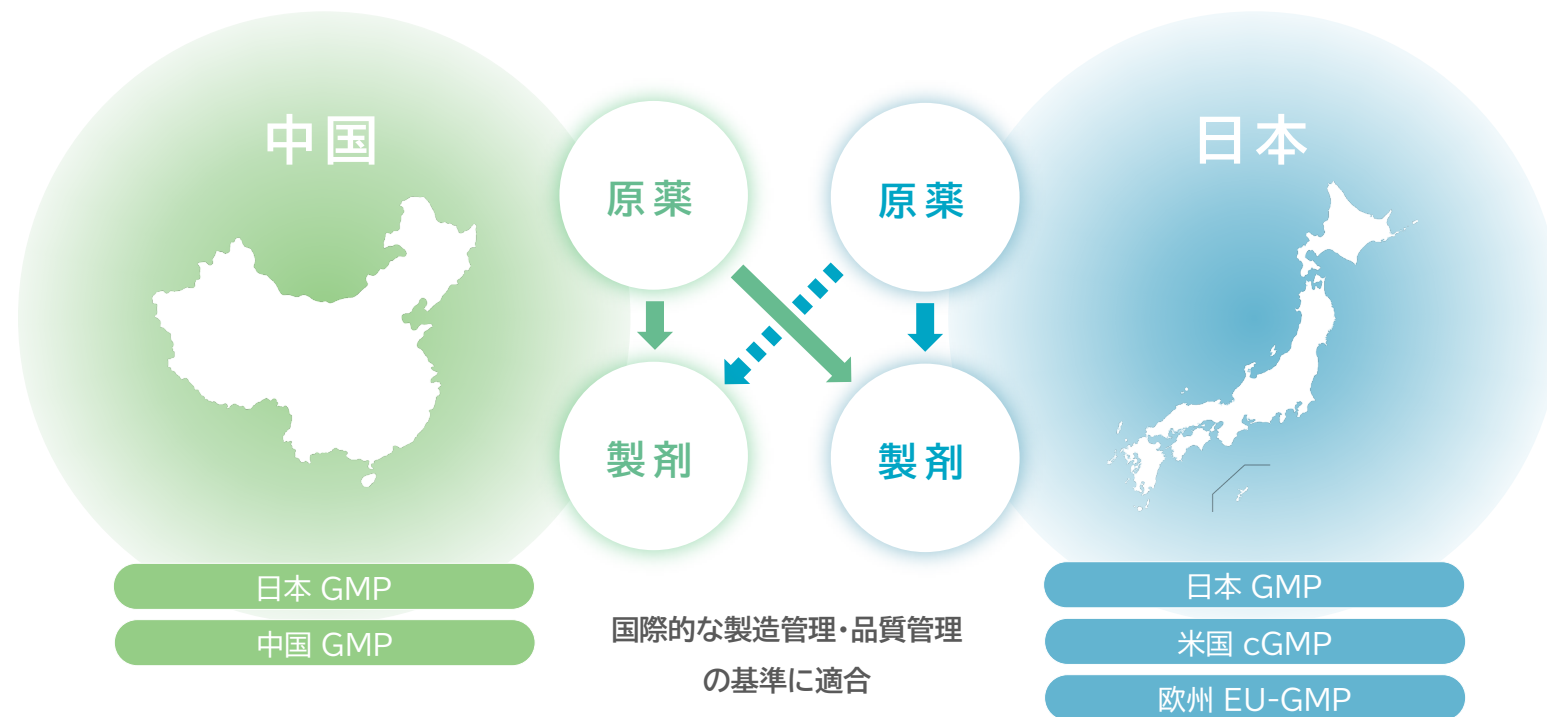 中国
日本
原薬
原薬
製剤
製剤
日本 GMP
中国 GMP
国際的な製造管理・品質管理
の基準に適合
日本 GMP
米国 cGMP
欧州 EU-GMP